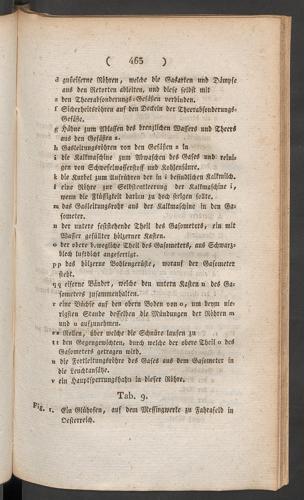 ( 465 )
d gußeiserne Röhren, welche die Gasarten und Dämpfe
aus den Retorten ableiten, und diese selbst mit
e den Theerabsonderungs-Gefäßen verbinden.
f Sicherheitsröhren auf den Deckeln der Theerabsonderungs-
Gefäße.
g Hähne zum Ablassen des brenzlichen Wassers und Theers
aus den Gefäßen
h Gasleitungsröhren von den Gefäßen e in
i die Kalkmaschine zum Abwaschen des Gases und reini-
gen von Schwefelwasserstoff und Kohlensäure.
k die Kurbel zum Aufrühren der in i befindlichen Kalkmilch.
l eine Röhre zur Selbstentleerung der Kalkmaschine i,
wenn die Flüssigkeit darin zu hoch steigen sollte.
m das Gasleitungsrohr aus der Kalkmaschine in den Ga-
someter.
n der untere feststehende Theil des Gasometers, ein mit
Wasser gefüllter hölzerner Kasten.
o der obere bewegliche Theil des Gasometers, aus Schwarz-
blech luftdicht angefertigt.
p p das hölzerne Bohlengerüste, worauf der Gasometer
steht.
q q eiserne Bänder, welche den untern Kasten n des Ga-
someters zusammenhalten.
r eine Büchse auf den obern Boden von o, um beym nie-
drigsten Stande desselben die Mündungen der Röhren m
und u aufzunehmen.
s s Rollen, über welche die Schnüre laufen zu
t t den Gegengewichten, durch welche der obere Theil o des
Gasometers getragen wird.
u die Fortleitungsröhre des Gases aus dem Gasometer in
die Leuchtanstalt.
v ein Hauptsperrungshahn in dieser Röhre.
Tab. 9.
Fig. 1. Ein Glühofen, auf dem Messingwerke zu Fahrafeld in
Oesterreich.